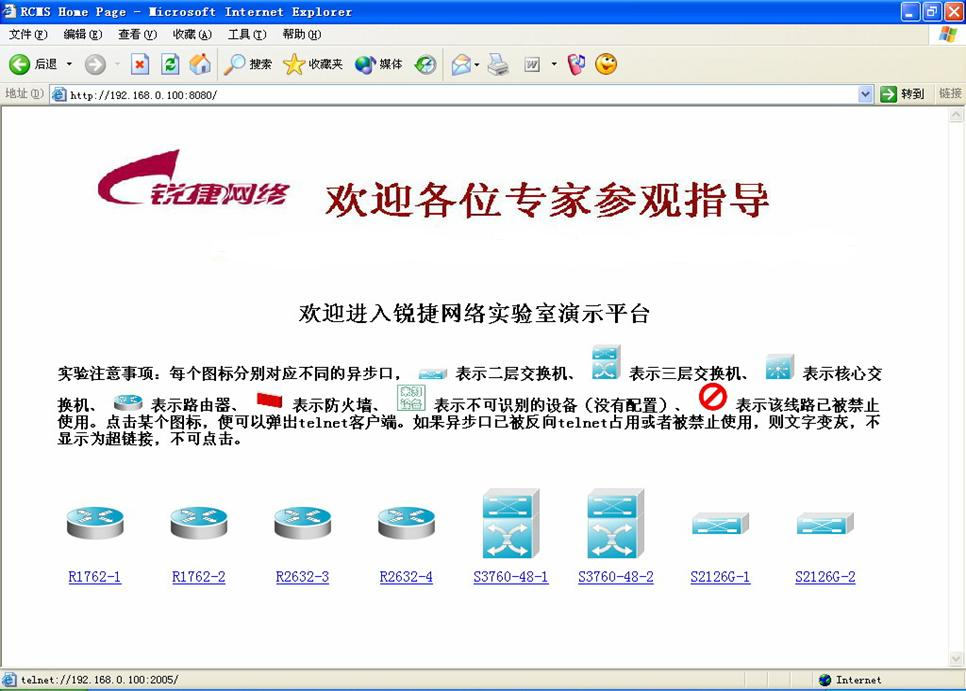 RCMS Home Page - Microsoft Internet Explorer
文件(F) 编辑(E) 查看(V) 收藏(A) 工具(T) 帮助(H)
后退 搜索 收藏夹 媒体
地址(D) http://192.168.0.100:8080/ 转到 链接
锐捷网络 欢迎各位专家参观指导
欢迎进入锐捷网络实验室演示平台
实验注意事项：每个图标分别对应不同的异步口， 表示二层交换机、 表示三层交换机、 表示核心交
换机、 表示路由器、 表示防火墙、 表示不可识别的设备（没有配置）、 表示该线路已被禁止
使用。点击某个图标，便可以弹出telnet客户端。如果异步口已被反向telnet占用或者被禁止使用，则文字变灰，不
显示为超链接，不可点击。
R1762-1 R1762-2 R2632-3 R2632-4 S3760-48-1 S3760-48-2 S2126G-1 S2126G-2
telnet://192.168.0.100:2005/ Internet